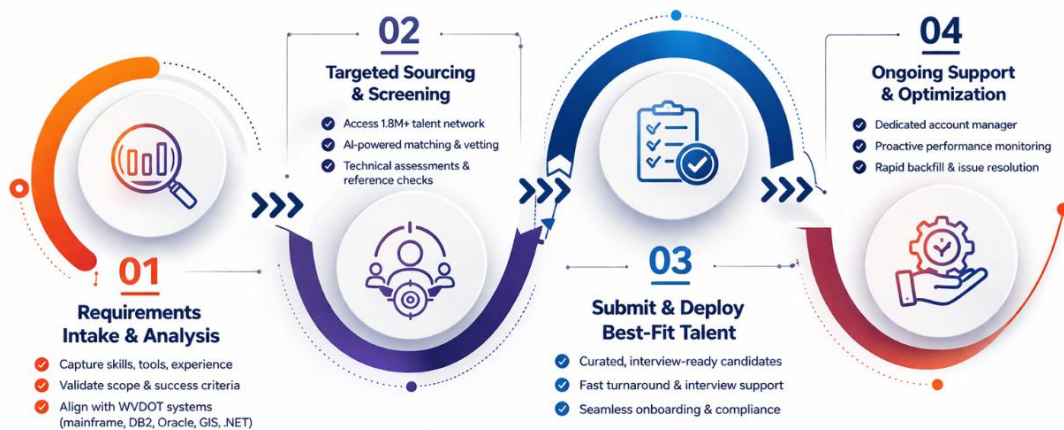 01
Requirements
Intake & Analysis
Capture skills, tools, experience
Validate scope & success criteria
Align with WVDOT systems
(mainframe, DB2, Oracle, GIS, .NET)
02
Targeted Sourcing
& Screening
Access 1.8M+ talent network
AI-powered matching & vetting
Technical assessments &
reference checks
03
Submit & Deploy
Best-Fit Talent
Curated, interview-ready candidates
Fast turnaround & interview support
Seamless onboarding & compliance
04
Ongoing Support
& Optimization
Dedicated account manager
Proactive performance monitoring
Rapid backfill & issue resolution